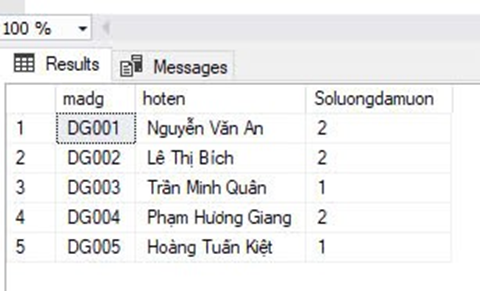 100 %
Results Messages
madg hoten Soluongdamuon
1 DG001 Nguyễn Văn An 2
2 DG002 Lê Thị Bích 2
3 DG003 Trần Minh Quân 1
4 DG004 Phạm Hương Giang 2
5 DG005 Hoàng Tuấn Kiệt 1